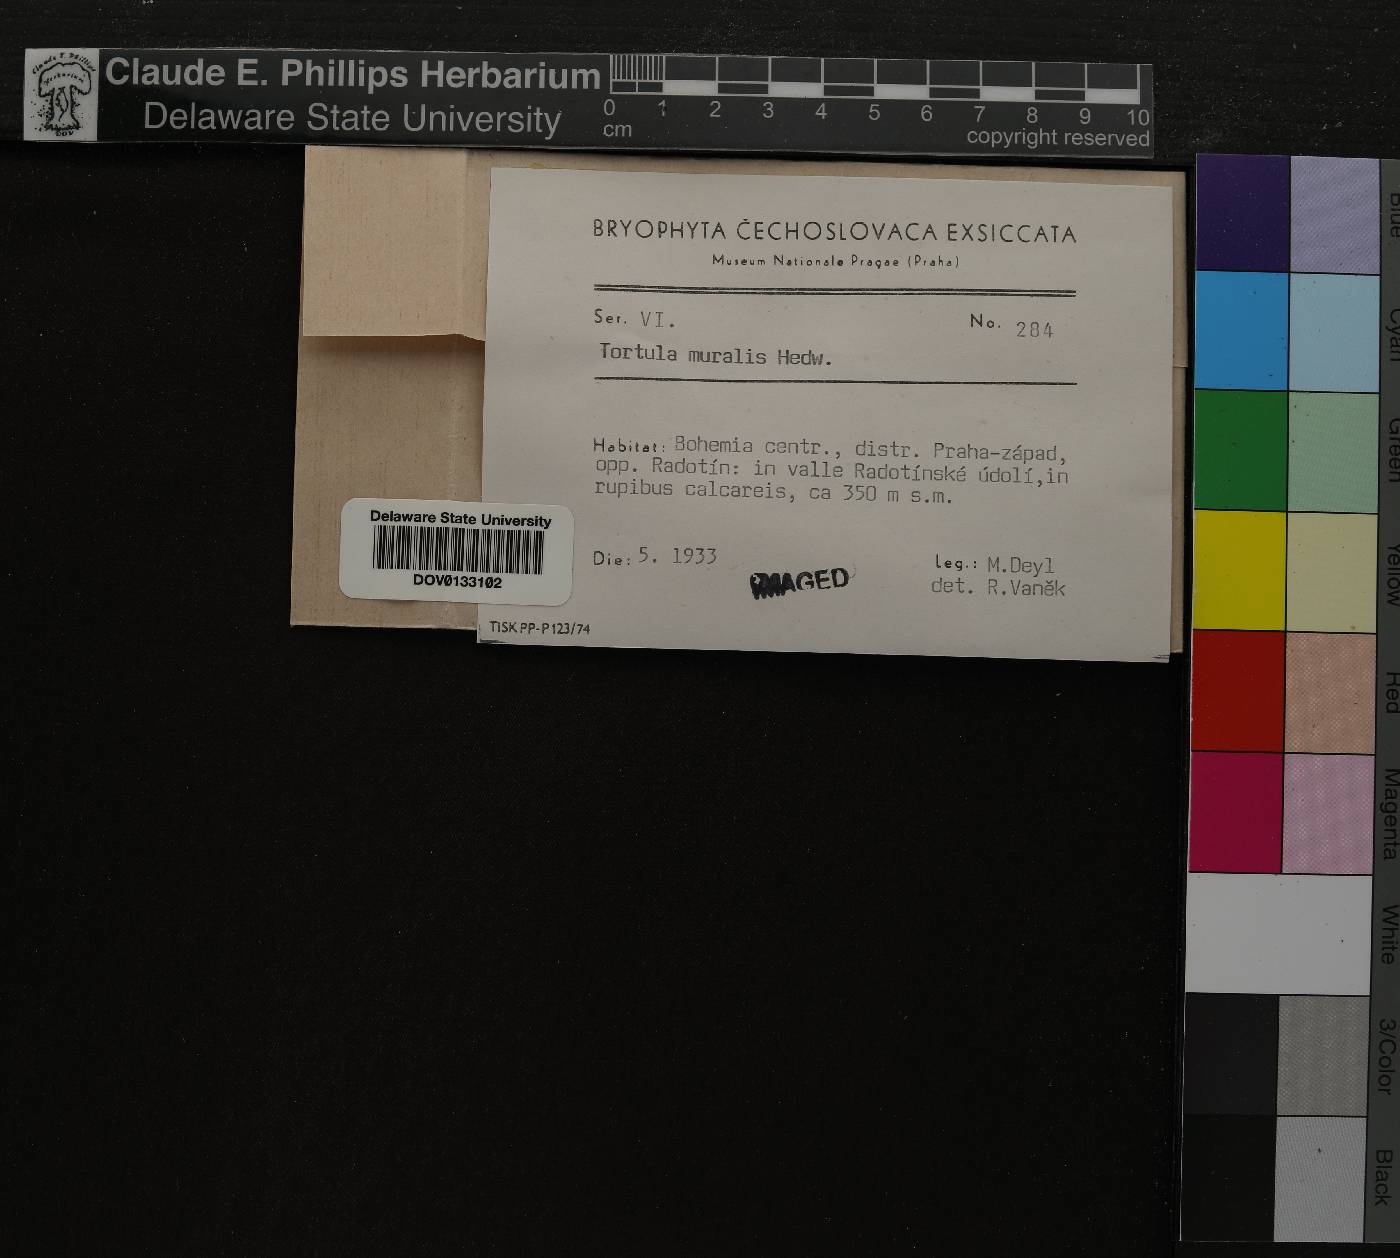 Claude E. Phillips Herbarium
Delaware State University
0 1 2 3 4 5 6 7 8 9 10
cm
copyright reserved
BRYOPHYTA ČECHOSLOVACA EXSICCATA
Museum Nationale Pragae (Praha)
Ser. VI. No. 284
Tortula muralis Hedw.
Habitat: Bohemia centr., distr. Praha-západ,
opp. Radotín: in valle Radotínské údolí,in
rupibus calcareis, ca 350 m s.m.
Die: 5. 1933
leg.: M.Deyl
det. R.Vaněk
IMAGED
TISK PP-P 123/74
Delaware State University
DOV0133102
Blue
Cyan
Green
Yellow
Red
Magenta
White
3/Color
Black